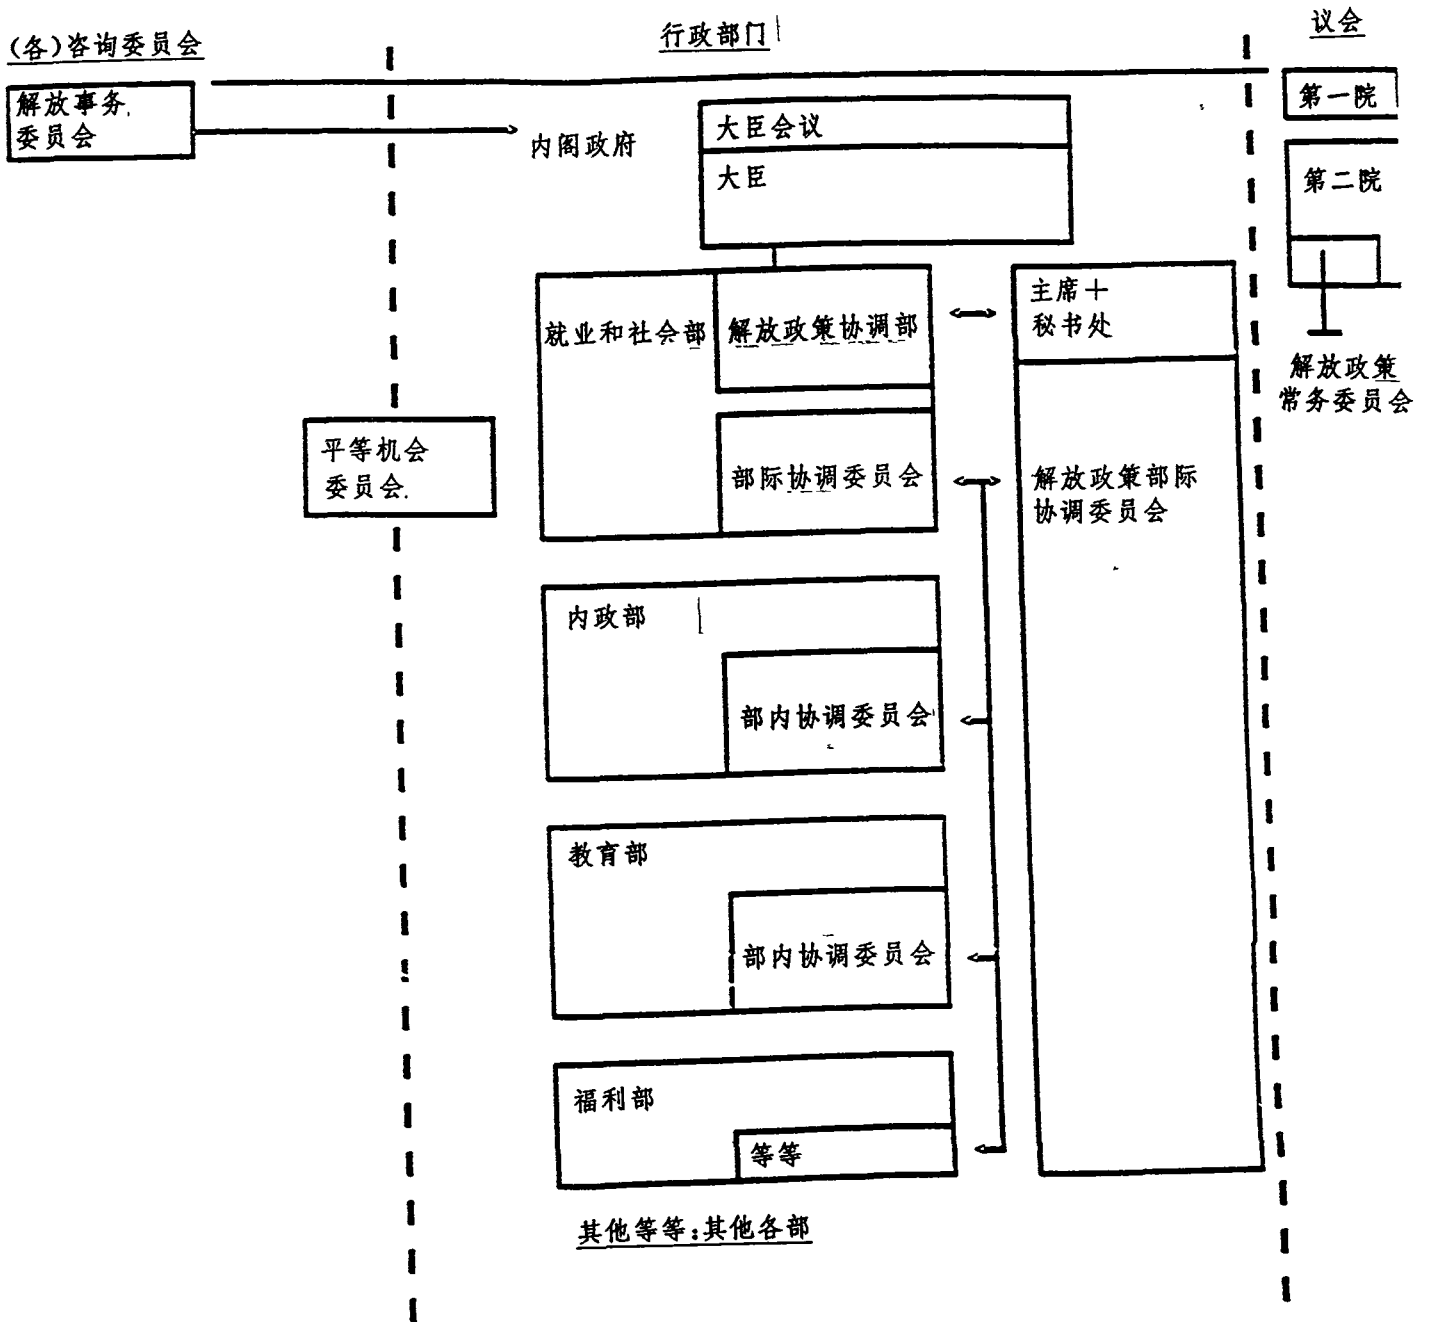 (各)咨询委员会
行政部门
议会
解放事务
委员会
内阁政府
大臣会议
大臣
第一院
第二院
就业和社会部
解放政策协调部
主席+
秘书处
解放政策
常务委员会
平等机会
委员会
部际协调委员会
解放政策部际
协调委员会
内政部
部内协调委员会
教育部
部内协调委员会
福利部
等等
其他等等:其他各部